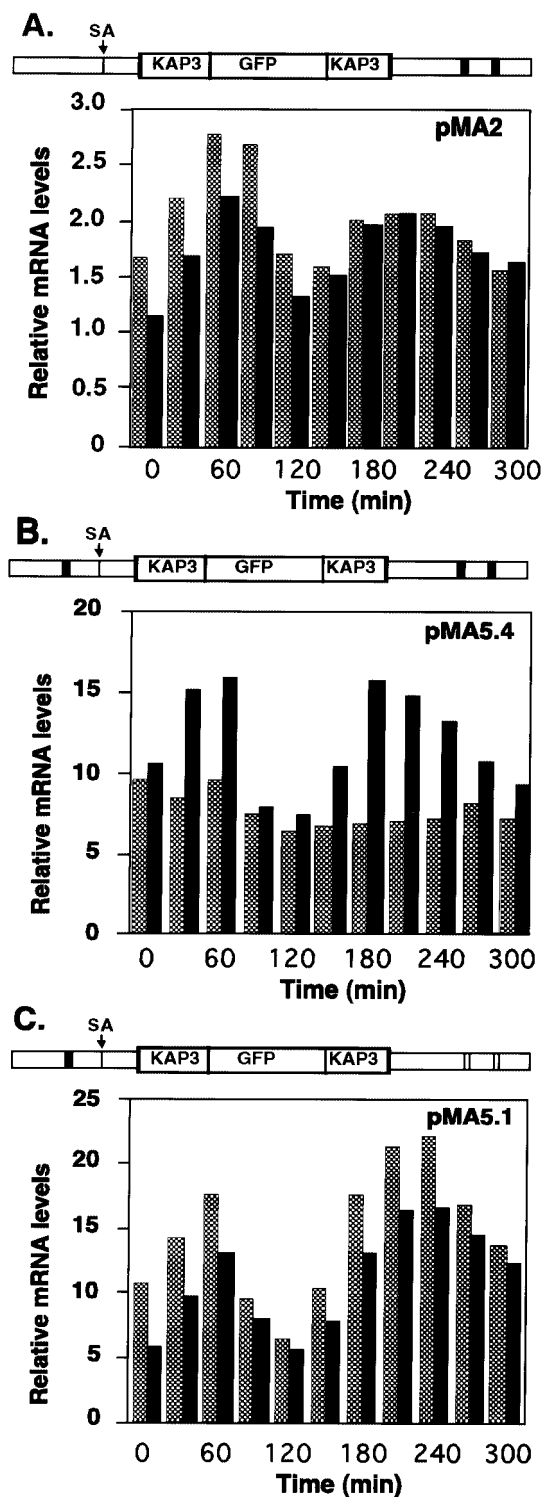 A.
SA
KAP3 GFP KAP3
pMA2
Relative mRNA levels
3.0
2.5
2.0
1.5
1.0
0.5
0
0 60 120 180 240 300
Time (min)
B.
SA
KAP3 GFP KAP3
pMA5.4
Relative mRNA levels
20
15
10
5
0
0 60 120 180 240 300
Time (min)
C.
SA
KAP3 GFP KAP3
pMA5.1
Relative mRNA levels
25
20
15
10
5
0
0 60 120 180 240 300
Time (min)